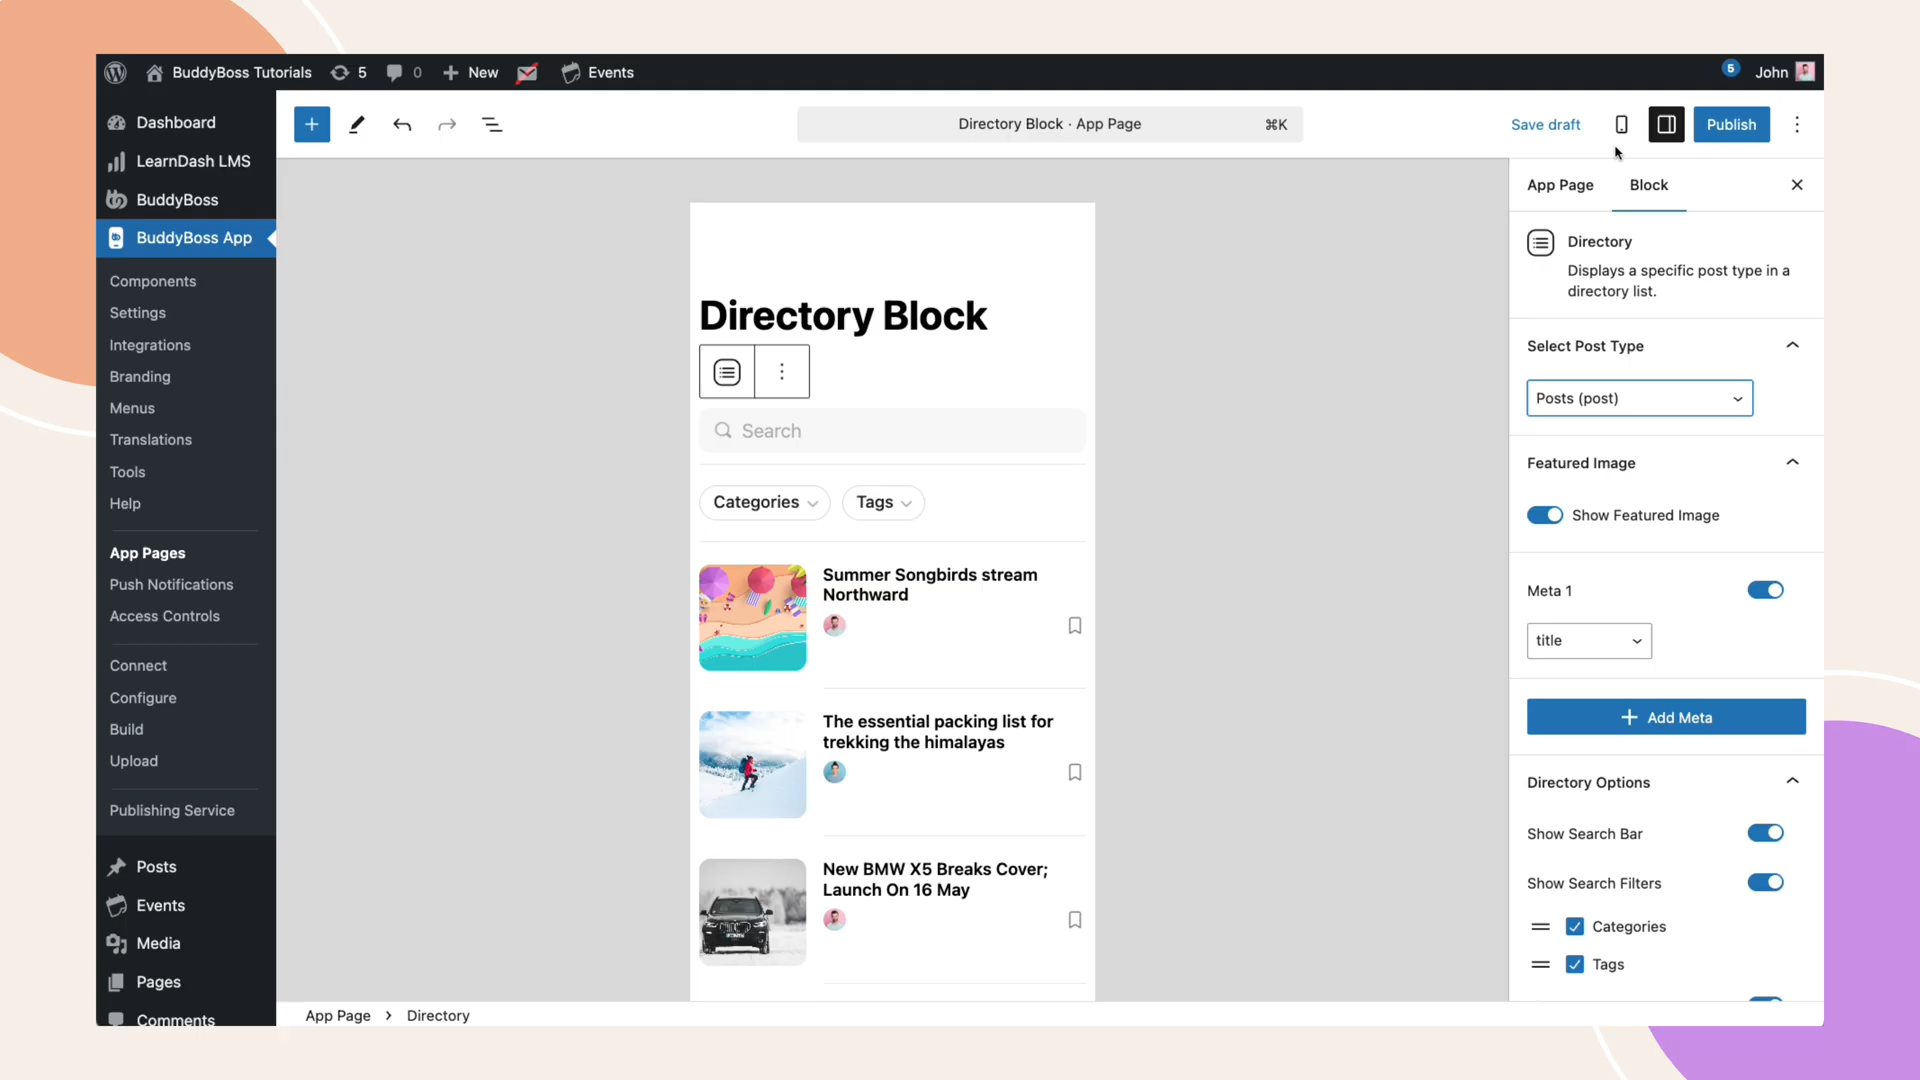 BuddyBoss Tutorials 5 0 New Events 5 John
Dashboard
LearnDash LMS
BuddyBoss
BuddyBoss App
Components
Settings
Integrations
Branding
Menus
Translations
Tools
Help
App Pages
Push Notifications
Access Controls
Connect
Configure
Build
Upload
Publishing Service
Posts
Events
Media
Pages
Comments
Directory Block · App Page ⌘K
Save draft
Publish
Directory Block
Search
Categories
Tags
Summer Songbirds stream
Northward
The essential packing list for
trekking the himalayas
New BMW X5 Breaks Cover;
Launch On 16 May
App Page Block
Directory
Displays a specific post type in a
directory list.
Select Post Type
Posts (post)
Featured Image
Show Featured Image
Meta 1
title
Add Meta
Directory Options
Show Search Bar
Show Search Filters
Categories
Tags
App Page > Directory